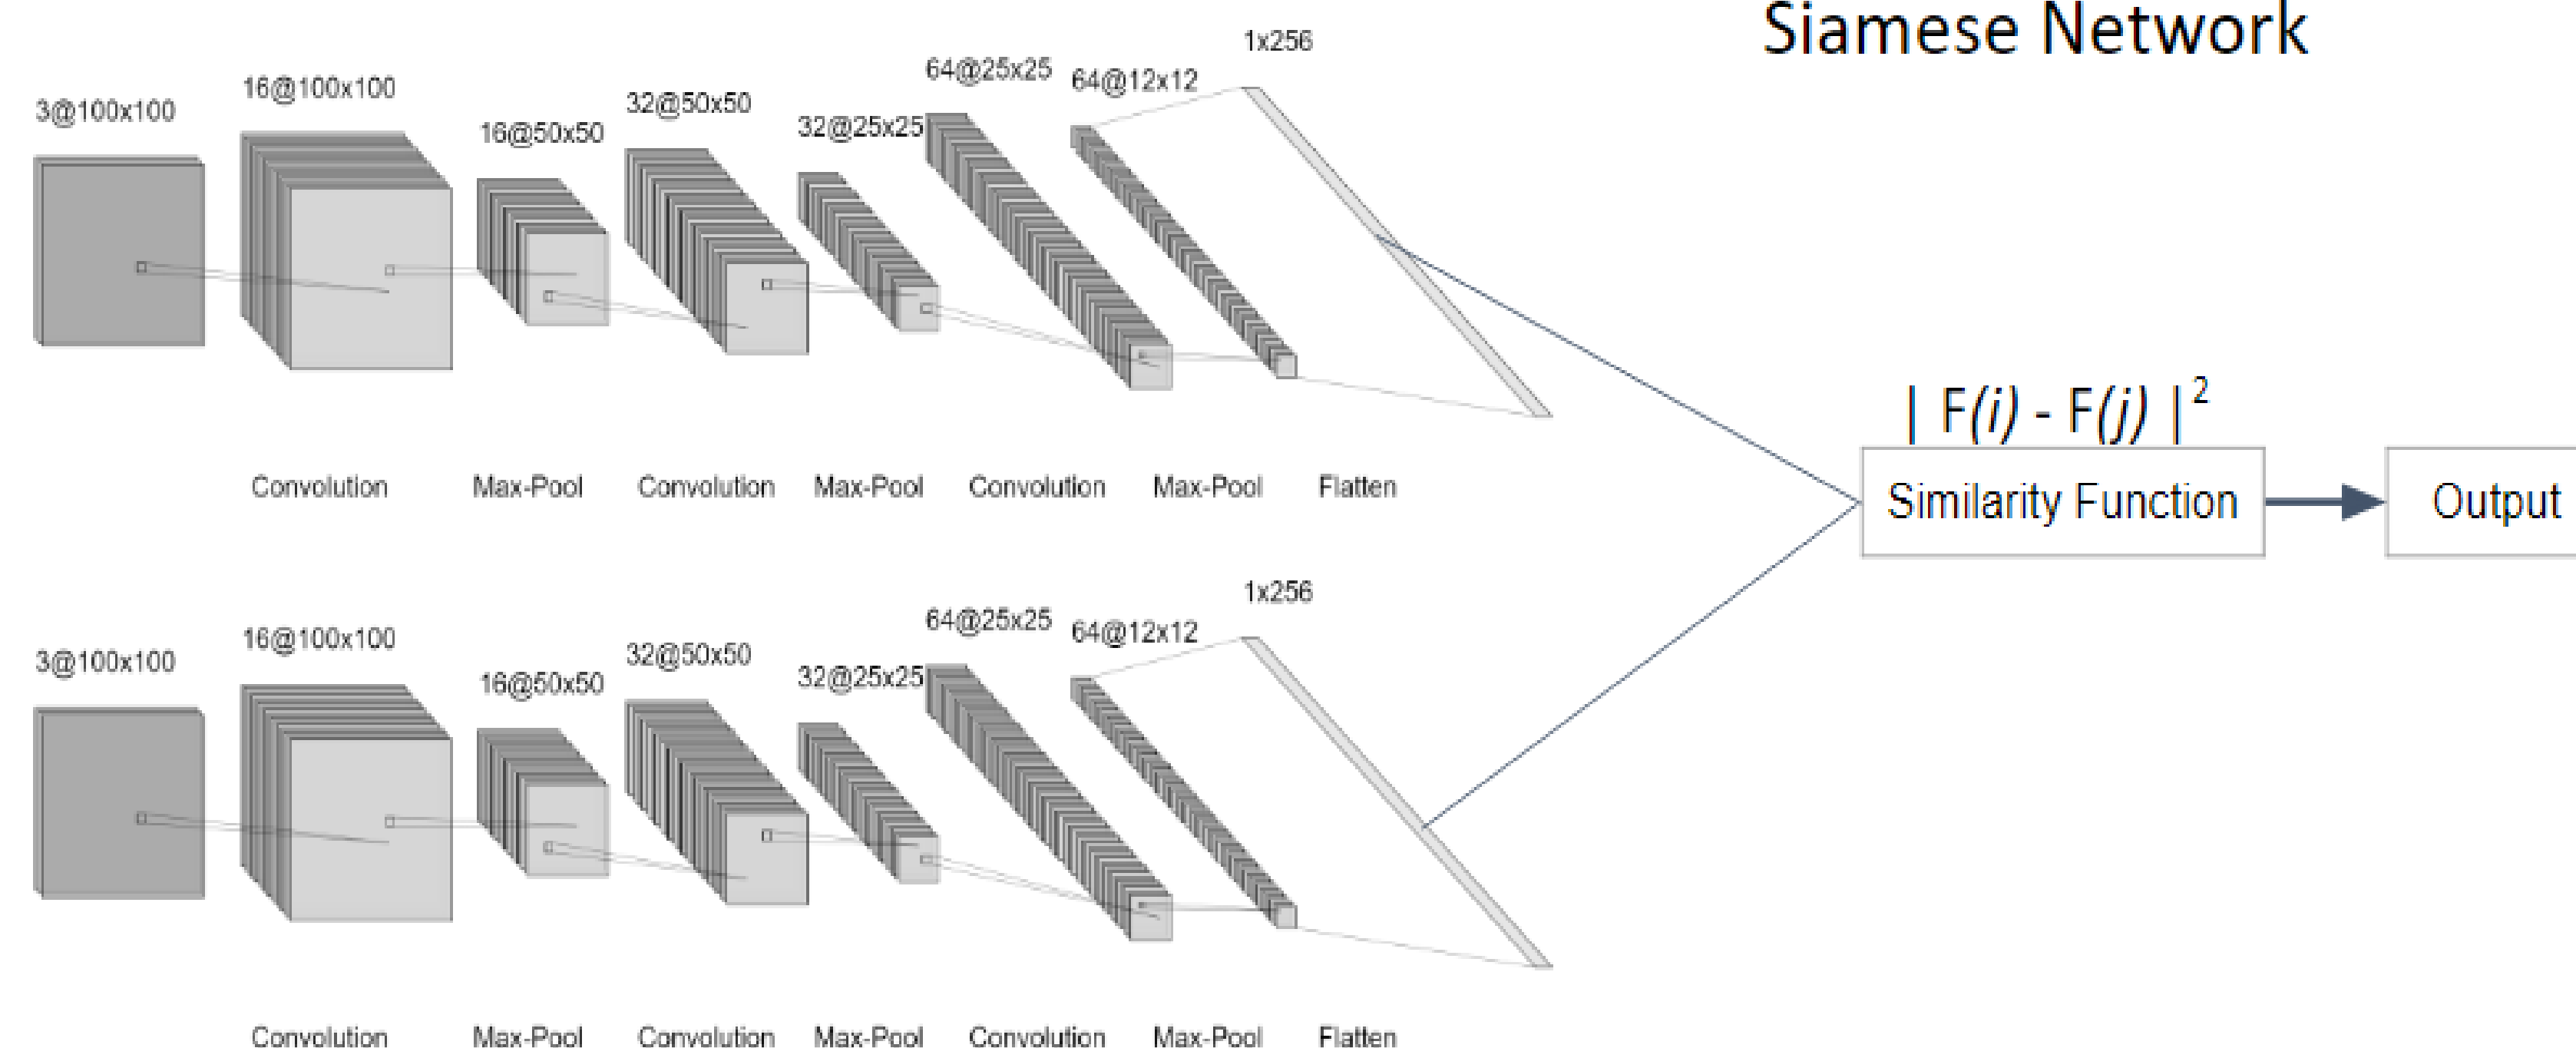 Siamese Network
3@100x100
16@100x100
16@50x50
32@50x50
32@25x25
64@25x25
64@12x12
1x256
Convolution
Max-Pool
Convolution
Max-Pool
Convolution
Max-Pool
Flatten
| F(i) - F(j) |²
Similarity Function
Output
3@100x100
16@100x100
16@50x50
32@50x50
32@25x25
64@25x25
64@12x12
1x256
Convolution
Max-Pool
Convolution
Max-Pool
Convolution
Max-Pool
Flatten